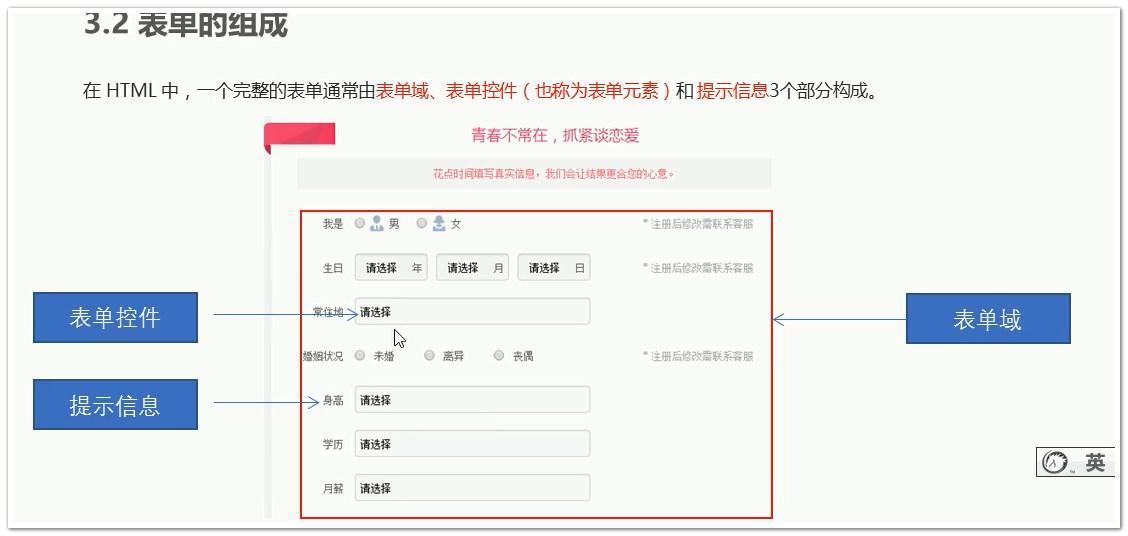 3.2 表单的组成
在 HTML 中，一个完整的表单通常由表单域、表单控件（也称为表单元素）和 提示信息3个部分构成。
青春不常在，抓紧谈恋爱
花点时间填写真实信息，我们会让结果更合您的心意。
我是 男 女 * 注册后修改需联系客服
生日 请选择 年 请选择 月 请选择 日 * 注册后修改需联系客服
常住地 请选择
表单控件
表单域
婚姻状况 未婚 离异 丧偶 * 注册后修改需联系客服
提示信息
身高 请选择
学历 请选择
月薪 请选择
英